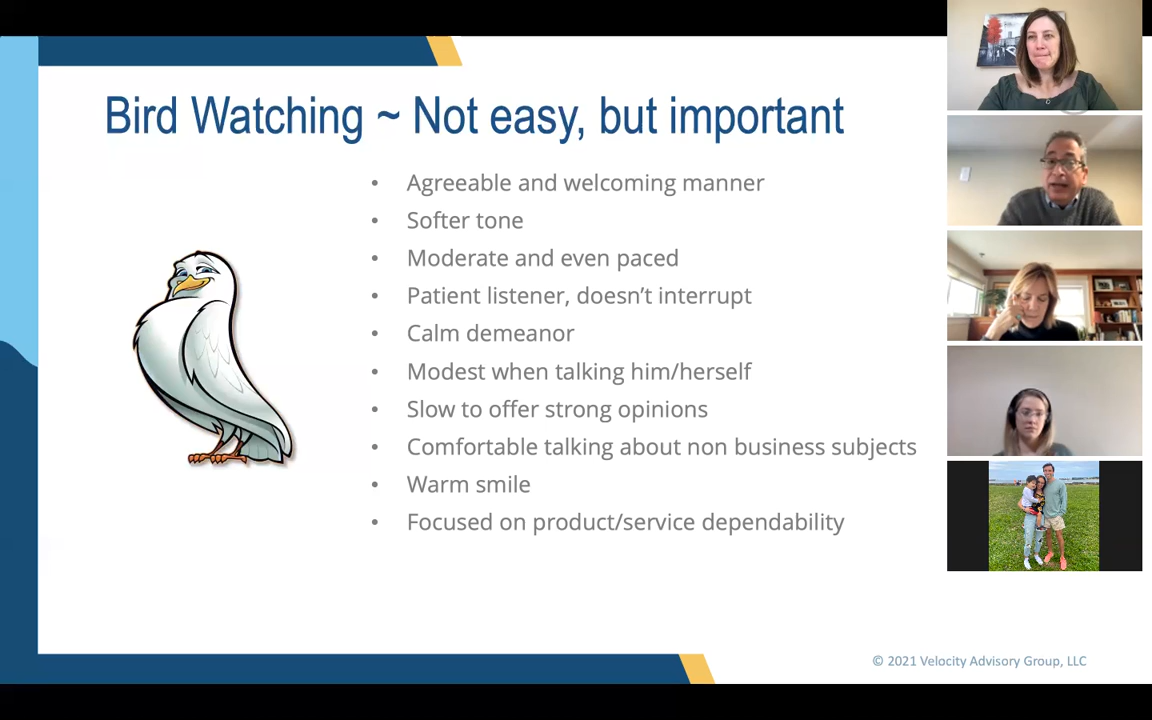 Bird Watching ~ Not easy, but important
• Agreeable and welcoming manner
• Softer tone
• Moderate and even paced
• Patient listener, doesn’t interrupt
• Calm demeanor
• Modest when talking him/herself
• Slow to offer strong opinions
• Comfortable talking about non business subjects
• Warm smile
• Focused on product/service dependability
© 2021 Velocity Advisory Group, LLC